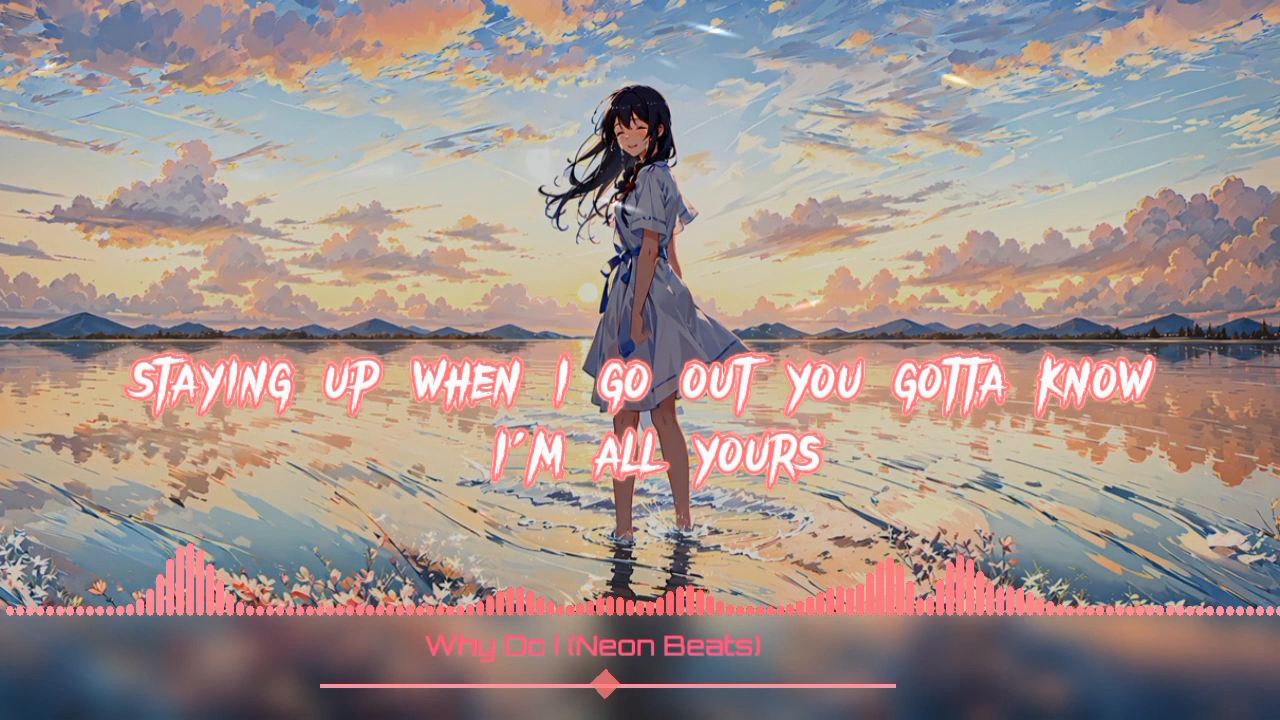 STAYING UP WHEN I GO OUT YOU GOTTA KNOW
I'M ALL YOURS
Why Do I (Neon Beats)